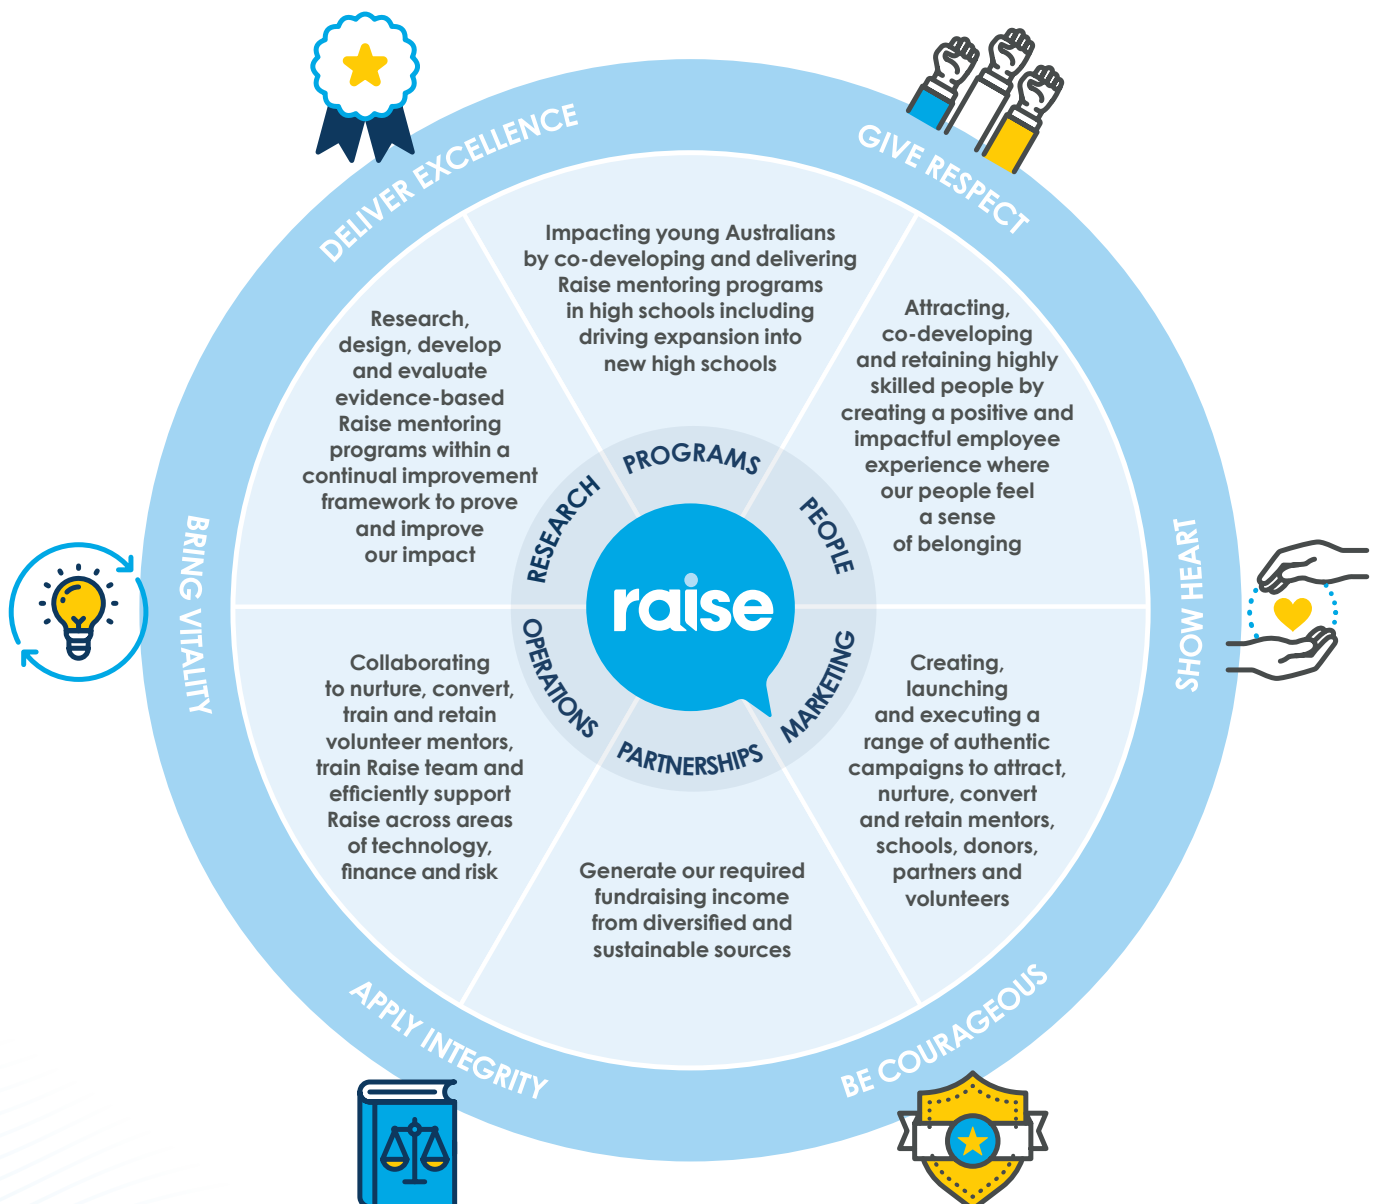 DELIVER EXCELLENCE
GIVE RESPECT
SHOW HEART
BE COURAGEOUS
APPLY INTEGRITY
BRING VITALITY
Impacting young Australians
by co-developing and delivering
Raise mentoring programs
in high schools including
driving expansion into
new high schools
PROGRAMS
Attracting,
co-developing
and retaining highly
skilled people by
creating a positive and
impactful employee
experience where
our people feel
a sense
of belonging
PEOPLE
Creating,
launching
and executing a
range of authentic
campaigns to attract,
nurture, convert
and retain mentors,
schools, donors,
partners and
volunteers
MARKETING
Generate our required
fundraising income
from diversified and
sustainable sources
PARTNERSHIPS
Collaborating
to nurture, convert,
train and retain
volunteer mentors,
train Raise team and
efficiently support
Raise across areas
of technology,
finance and risk
OPERATIONS
Research,
design, develop
and evaluate
evidence-based
Raise mentoring
programs within a
continual improvement
framework to prove
and improve
our impact
RESEARCH
raise